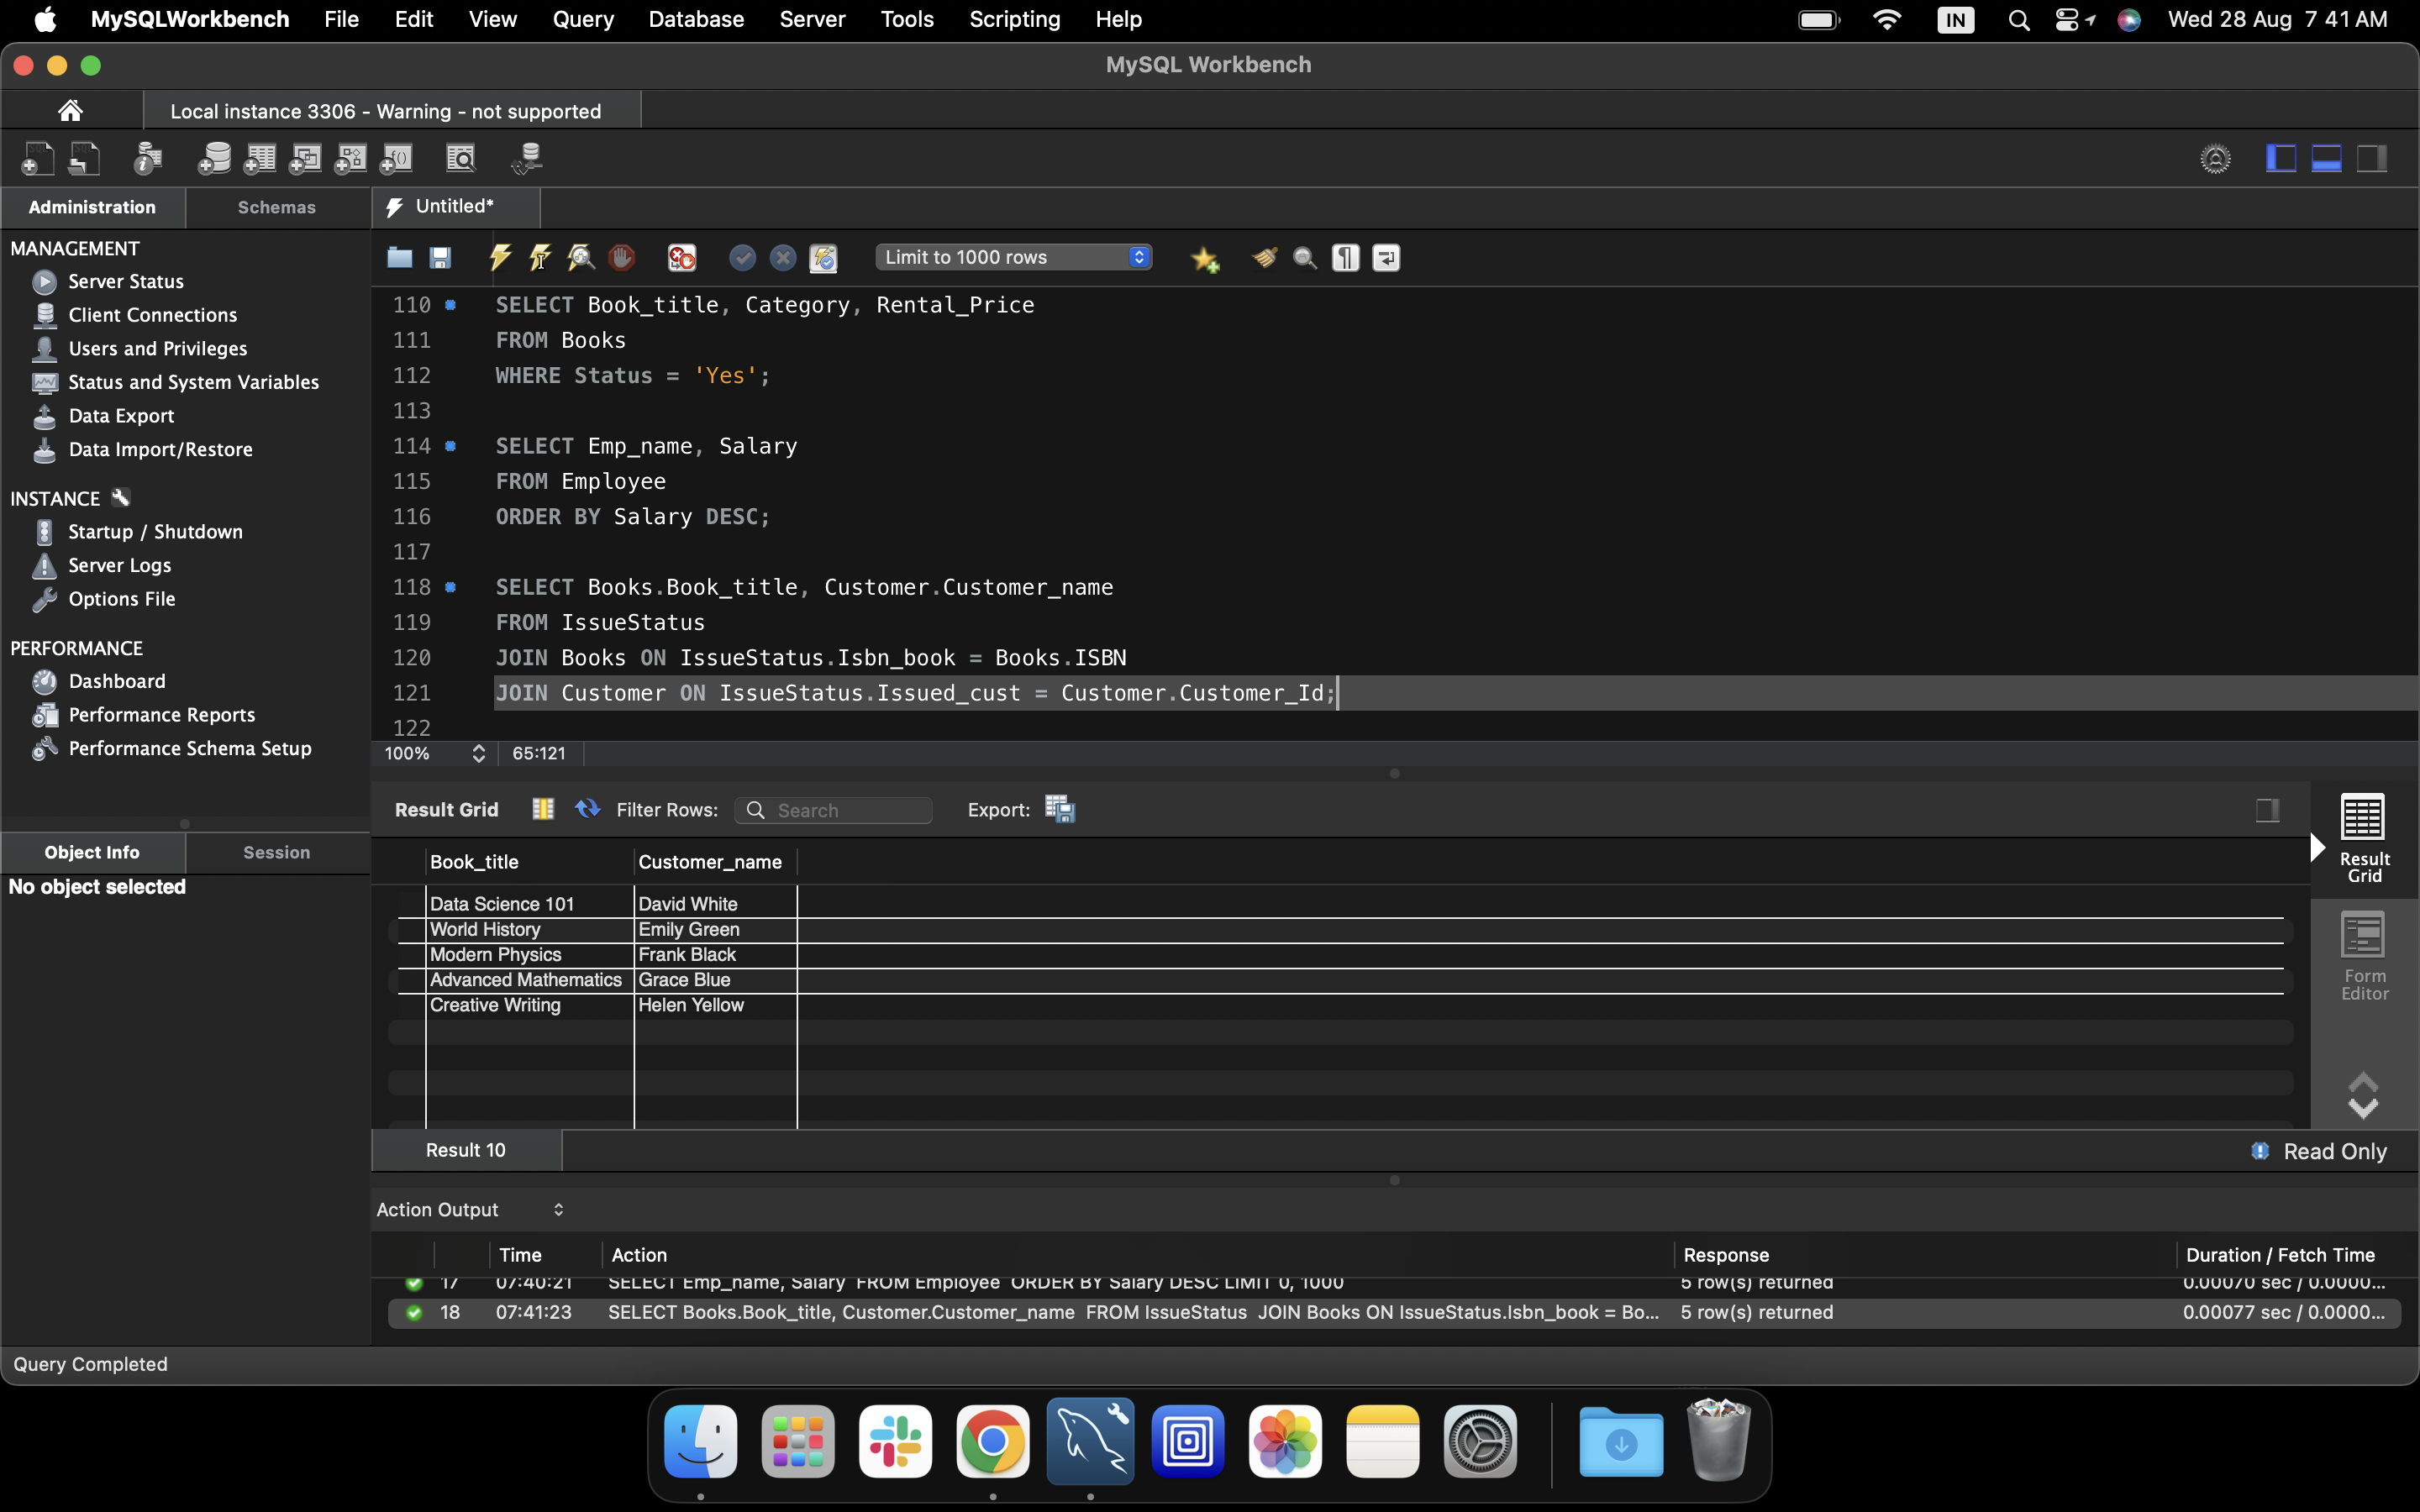 MySQLWorkbench File Edit View Query Database Server Tools Scripting Help IN Wed 28 Aug 7 41 AM
MySQL Workbench
Local instance 3306 - Warning - not supported
Administration Schemas Untitled*
MANAGEMENT
Server Status
Client Connections
Users and Privileges
Status and System Variables
Data Export
Data Import/Restore
INSTANCE
Startup / Shutdown
Server Logs
Options File
PERFORMANCE
Dashboard
Performance Reports
Performance Schema Setup
Object Info Session
No object selected
Limit to 1000 rows
110 SELECT Book_title, Category, Rental_Price
111 FROM Books
112 WHERE Status = 'Yes';
113
114 SELECT Emp_name, Salary
115 FROM Employee
116 ORDER BY Salary DESC;
117
118 SELECT Books.Book_title, Customer.Customer_name
119 FROM IssueStatus
120 JOIN Books ON IssueStatus.Isbn_book = Books.ISBN
121 JOIN Customer ON IssueStatus.Issued_cust = Customer.Customer_Id;
122
100% 65:121
Result Grid Filter Rows: Search Export:
Book_title Customer_name
Data Science 101 David White
World History Emily Green
Modern Physics Frank Black
Advanced Mathematics Grace Blue
Creative Writing Helen Yellow
Result
Grid
Form
Editor
Result 10 Read Only
Action Output
Time Action Response Duration / Fetch Time
17 07:40:21 SELECT Emp_name, Salary FROM Employee ORDER BY Salary DESC LIMIT 0, 1000 5 row(s) returned 0.00070 sec / 0.0000...
18 07:41:23 SELECT Books.Book_title, Customer.Customer_name FROM IssueStatus JOIN Books ON IssueStatus.Isbn_book = Bo... 5 row(s) returned 0.00077 sec / 0.0000...
Query Completed